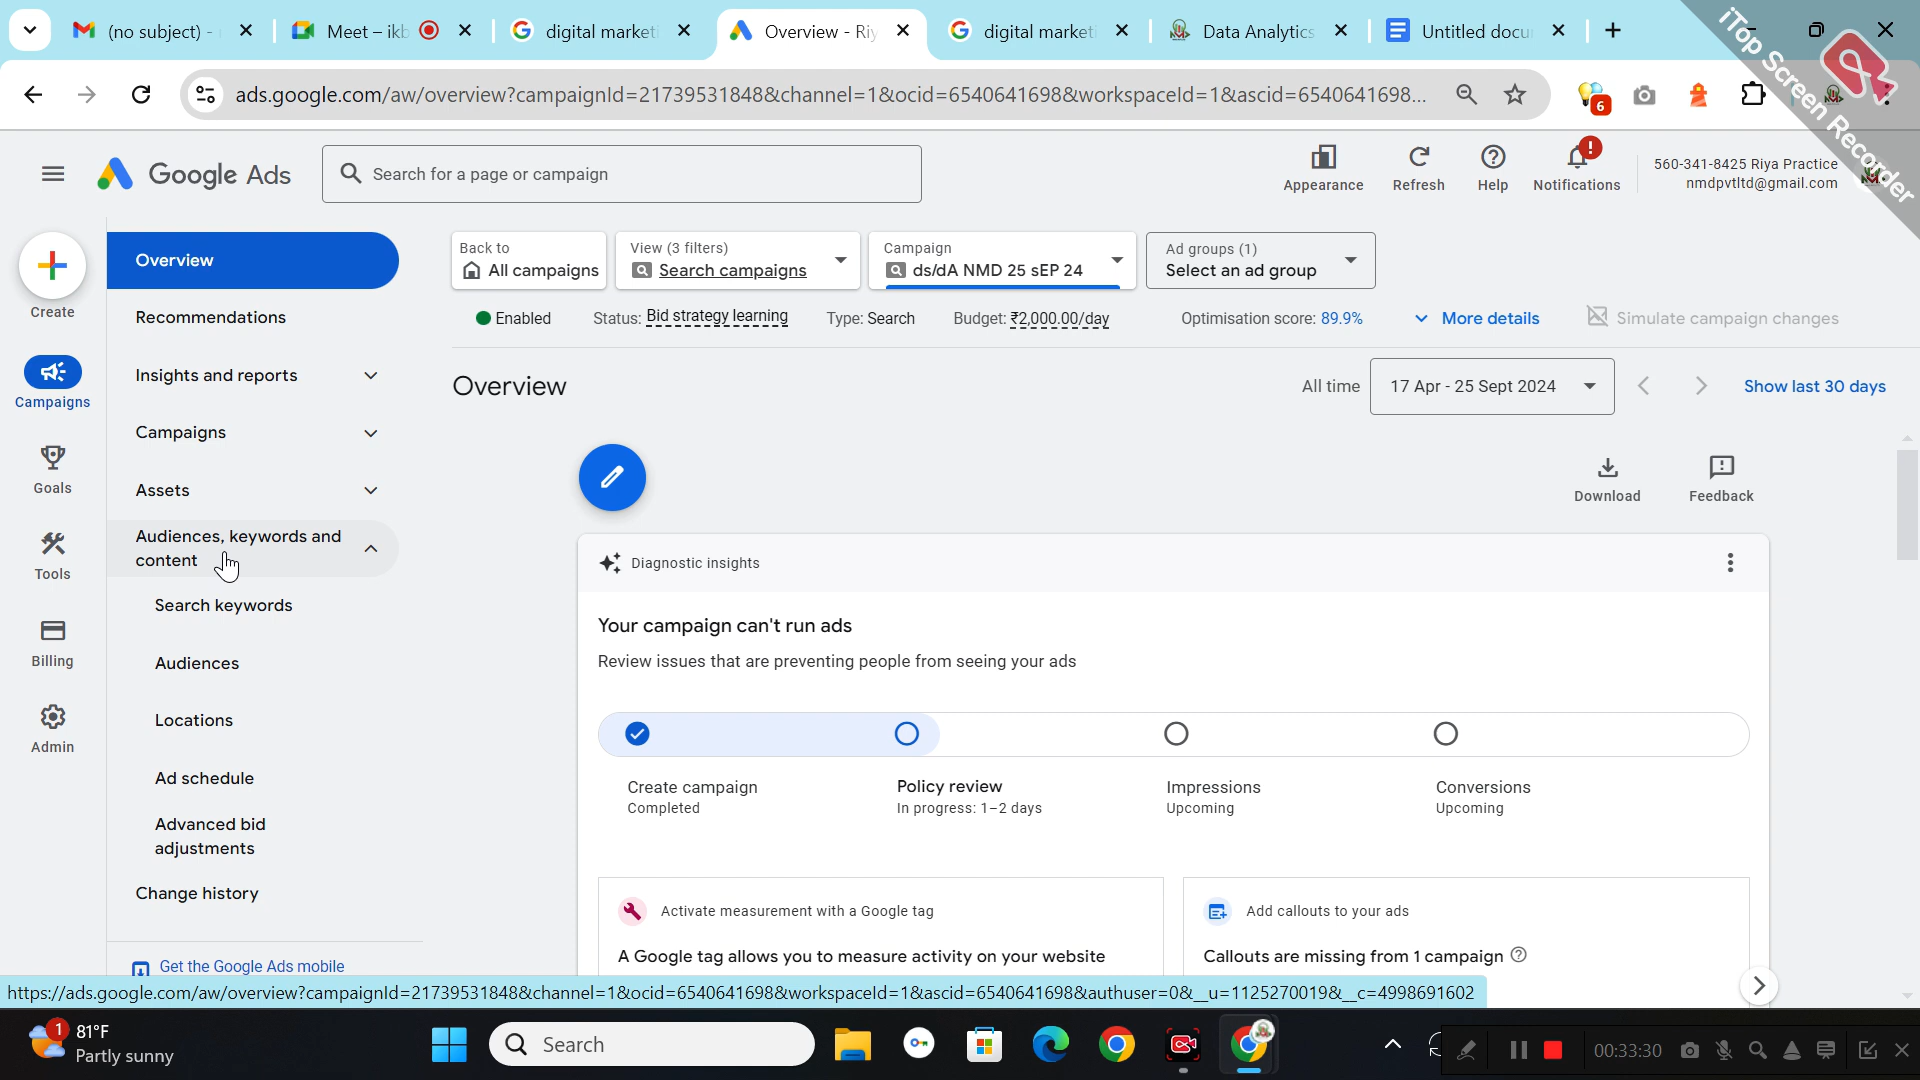 (no subject) -
Meet – ikb
digital marketi
Overview - Riy
digital marketi
Data Analytics
Untitled docu
iTop Screen Recorder
ads.google.com/aw/overview?campaignId=21739531848&channel=1&ocid=6540641698&workspaceId=1&ascid=6540641698...
6
Google Ads
Search for a page or campaign
Appearance
Refresh
Help
Notifications
560-341-8425 Riya Practice
nmdpvtltd@gmail.com
Create
Campaigns
Goals
Tools
Billing
Admin
Overview
Recommendations
Insights and reports
Campaigns
Assets
Audiences, keywords and
content
Search keywords
Audiences
Locations
Ad schedule
Advanced bid
adjustments
Change history
Get the Google Ads mobile
Back to
All campaigns
View (3 filters)
Search campaigns
Campaign
ds/dA NMD 25 sEP 24
Ad groups (1)
Select an ad group
Enabled
Status: Bid strategy learning
Type: Search
Budget: ₹2,000.00/day
Optimisation score: 89.9%
More details
Simulate campaign changes
Overview
All time
17 Apr - 25 Sept 2024
Show last 30 days
Download
Feedback
Diagnostic insights
Your campaign can't run ads
Review issues that are preventing people from seeing your ads
Create campaign
Completed
Policy review
In progress: 1–2 days
Impressions
Upcoming
Conversions
Upcoming
Activate measurement with a Google tag
A Google tag allows you to measure activity on your website
Add callouts to your ads
Callouts are missing from 1 campaign
https://ads.google.com/aw/overview?campaignId=21739531848&channel=1&ocid=6540641698&workspaceId=1&ascid=6540641698&authuser=0&__u=1125270019&__c=4998691602
1
81°F
Partly sunny
Search
00:33:30